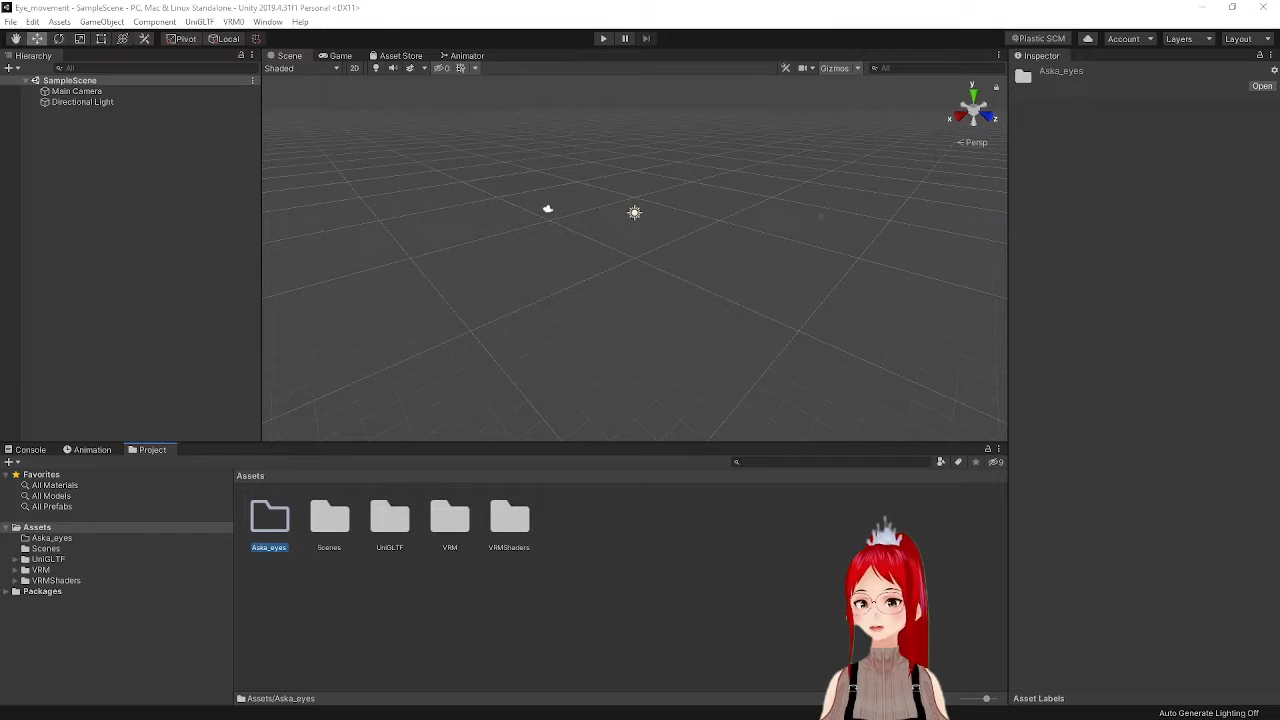 Eye_movement - SampleScene - PC, Mac & Linux Standalone - Unity 2019.4.31f1 Personal <DX11>
File Edit Assets GameObject Component UniGLTF VRM0 Window Help
Pivot Local Plastic SCM Account Layers Layout
Hierarchy Scene Game Asset Store Animator Inspector
All Shaded 2D 0 Gizmos All
SampleScene
Main Camera
Directional Light
Aska_eyes
Open
y
x z
Persp
Console Animation Project
9
Favorites
All Materials
All Models
All Prefabs
Assets
Aska_eyes
Scenes
UniGLTF
VRM
VRMShaders
Packages
Assets
Aska_eyes Scenes UniGLTF VRM VRMShaders
Assets/Aska_eyes
Asset Labels
Auto Generate Lighting Off